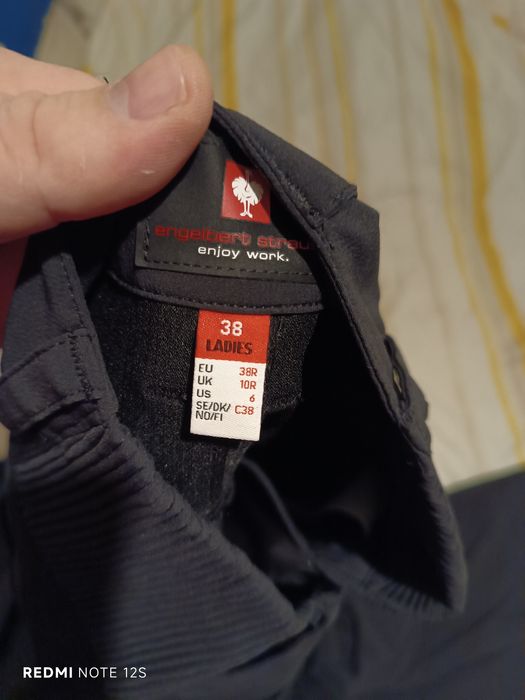 engelbert strau
enjoy work.
38
LADIES
EU 38R
UK 10R
US 6
SE/DK/ C38
NO/FI
REDMI NOTE 12S